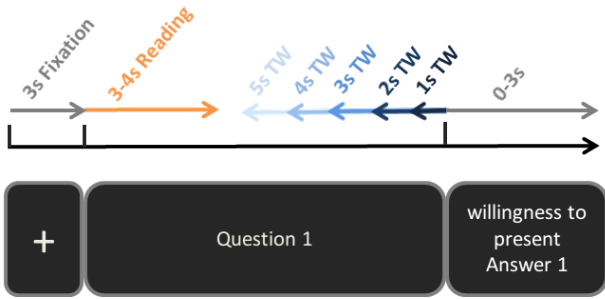 3s Fixation
3-4s Reading
5s TW
4s TW
3s TW
2s TW
1s TW
0-3s
+
Question 1
willingness to
present
Answer 1